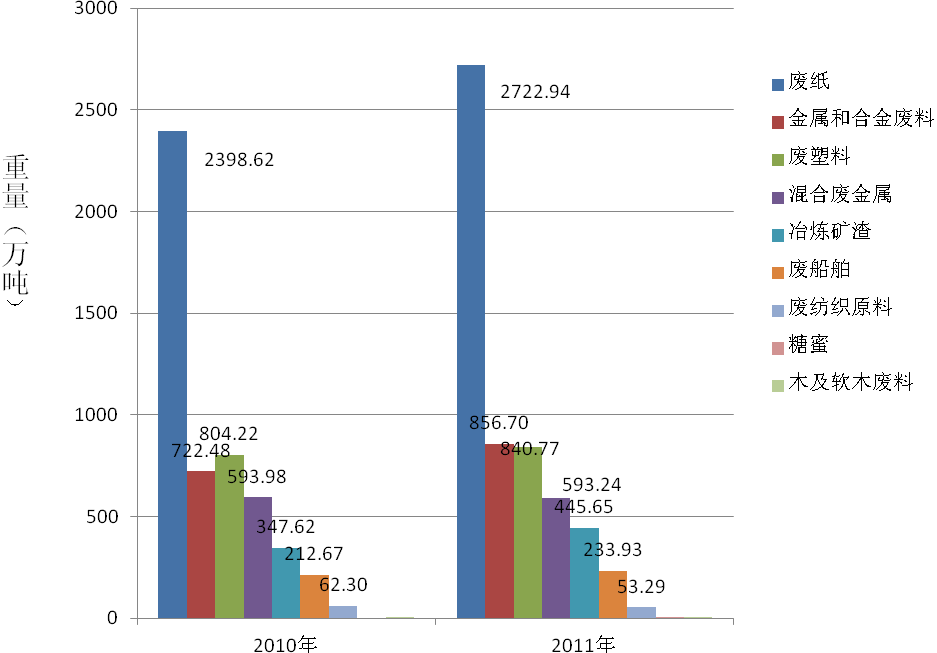 重量（万吨）
3000
2500
2000
1500
1000
500
0
2398.62
722.48
804.22
593.98
347.62
212.67
62.30
2722.94
856.70
840.77
593.24
445.65
233.93
53.29
2010年
2011年
废纸
金属和合金废料
废塑料
混合废金属
冶炼矿渣
废船舶
废纺织原料
糖蜜
木及软木废料